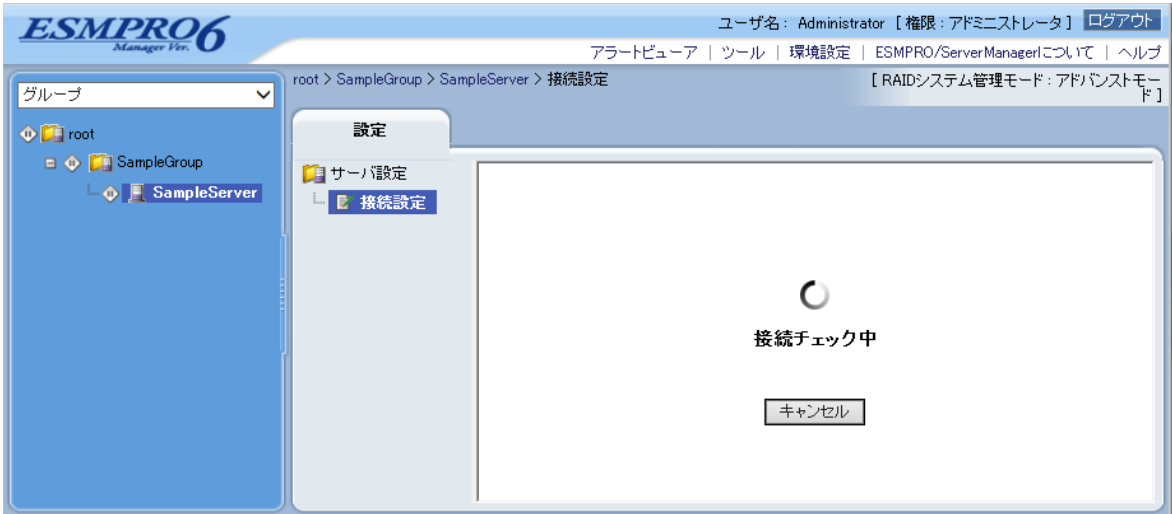 ESMPRO6
Manager Ver.
ユーザ名： Administrator [ 権限 : アドミニストレータ ] ログアウト
アラートビューア | ツール | 環境設定 | ESMPRO/ServerManagerについて | ヘルプ
グループ
root
SampleGroup
SampleServer
root > SampleGroup > SampleServer > 接続設定
[ RAIDシステム管理モード : アドバンストモー
ド ]
設定
サーバ設定
接続設定
接続チェック中
キャンセル